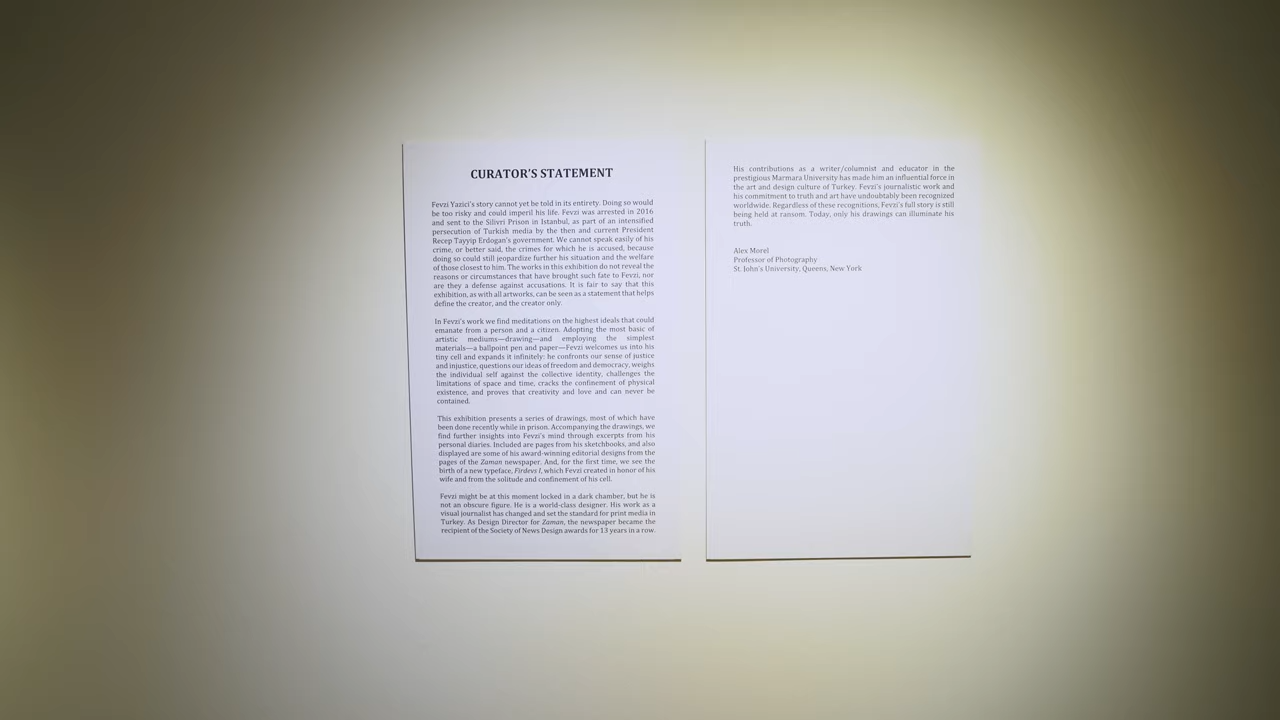 CURATOR'S STATEMENT
Fevzi Yazici's story cannot yet be told in its entirety. Doing so would
be too risky and could imperil his life. Fevzi was arrested in 2016
and sent to the Silivri Prison in Istanbul, as part of an intensified
persecution of Turkish media by the then and current President
Recep Tayyip Erdogan's government. We cannot speak easily of his
crime, or better said, the crimes for which he is accused, because
doing so could still jeopardize further his situation and the welfare
of those closest to him. The works in this exhibition do not reveal the
reasons or circumstances that have brought such fate to Fevzi, nor
are they a defense against accusations. It is fair to say that this
exhibition, as with all artworks, can be seen as a statement that helps
define the creator, and the creator only.
In Fevzi's work we find meditations on the highest ideals that could
emanate from a person and a citizen. Adopting the most basic of
artistic mediums—drawing—and employing the simplest
materials—a ballpoint pen and paper—Fevzi welcomes us into his
tiny cell and expands it infinitely: he confronts our sense of justice
and injustice, questions our ideas of freedom and democracy, weighs
the individual self against the collective identity, challenges the
limitations of space and time, cracks the confinement of physical
existence, and proves that creativity and love and can never be
contained.
This exhibition presents a series of drawings, most of which have
been done recently while in prison. Accompanying the drawings, we
find further insights into Fevzi's mind through excerpts from his
personal diaries. Included are pages from his sketchbooks, and also
displayed are some of his award-winning editorial designs from the
pages of the Zaman newspaper. And, for the first time, we see the
birth of a new typeface, Firdevs I, which Fevzi created in honor of his
wife and from the solitude and confinement of his cell.
Fevzi might be at this moment locked in a dark chamber, but he is
not an obscure figure. He is a world-class designer. His work as a
visual journalist has changed and set the standard for print media in
Turkey. As Design Director for Zaman, the newspaper became the
recipient of the Society of News Design awards for 13 years in a row.
His contributions as a writer/columnist and educator in the
prestigious Marmara University has made him an influential force in
the art and design culture of Turkey. Fevzi's journalistic work and
his commitment to truth and art have undoubtably been recognized
worldwide. Regardless of these recognitions, Fevzi's full story is still
being held at ransom. Today, only his drawings can illuminate his
truth.
Alex Morel
Professor of Photography
St. John's University, Queens, New York